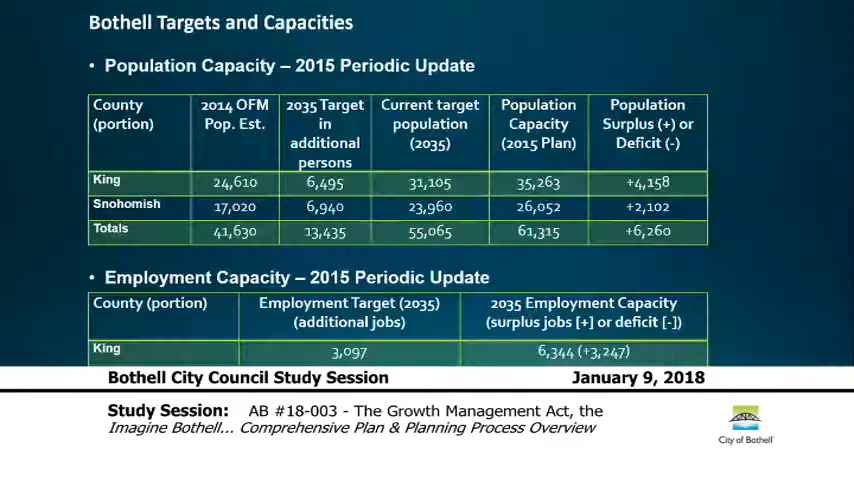 Bothell Targets and Capacities
• Population Capacity – 2015 Periodic Update
County (portion) 2014 OFM Pop. Est. 2035 Target in additional persons Current target population (2035) Population Capacity (2015 Plan) Population Surplus (+) or Deficit (-)
King 24,610 6,495 31,105 35,263 +4,158
Snohomish 17,020 6,940 23,960 26,052 +2,102
Totals 41,630 13,435 55,065 61,315 +6,260
• Employment Capacity – 2015 Periodic Update
County (portion) Employment Target (2035) (additional jobs) 2035 Employment Capacity (surplus jobs [+] or deficit [-])
King 3,097 6,344 (+3,247)
Bothell City Council Study Session January 9, 2018
Study Session: AB #18-003 - The Growth Management Act, the
Imagine Bothell... Comprehensive Plan & Planning Process Overview
City of Bothell